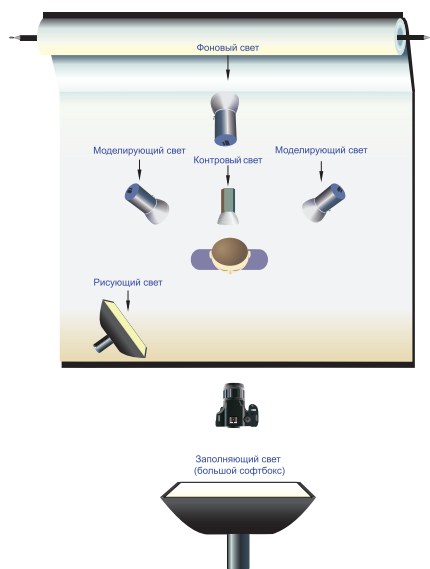 Фоновый свет
Моделирующий свет
Контровый свет
Моделирующий свет
Рисующий свет
Заполняющий свет
(большой софтбокс)